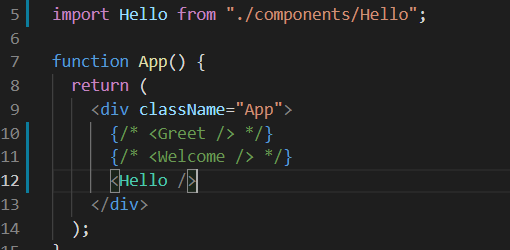 5 import Hello from "./components/Hello";
6
7 function App() {
8 return (
9 <div className="App">
10 {/* <Greet /> */}
11 {/* <Welcome /> */}
12 <Hello />
13 </div>
14 );